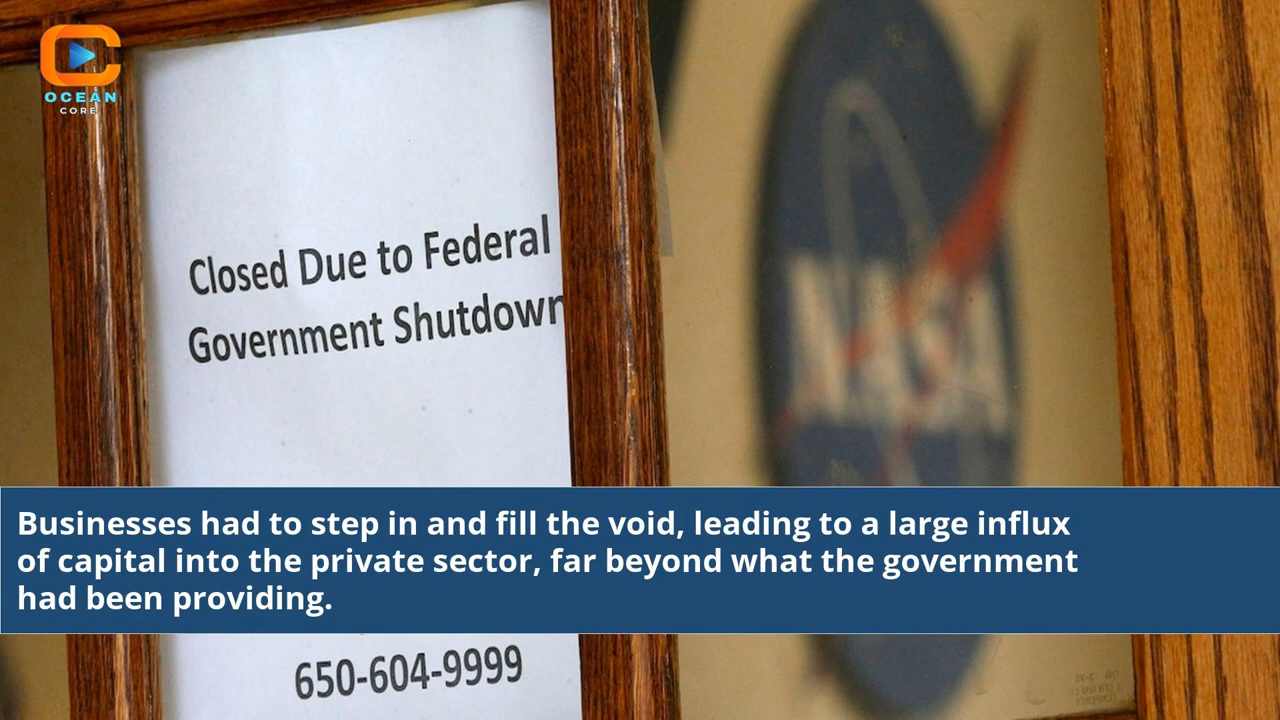 OCEAN
CORE
Closed Due to Federal
Government Shutdown
NASA
Businesses had to step in and fill the void, leading to a large influx
of capital into the private sector, far beyond what the government
had been providing.
650-604-9999